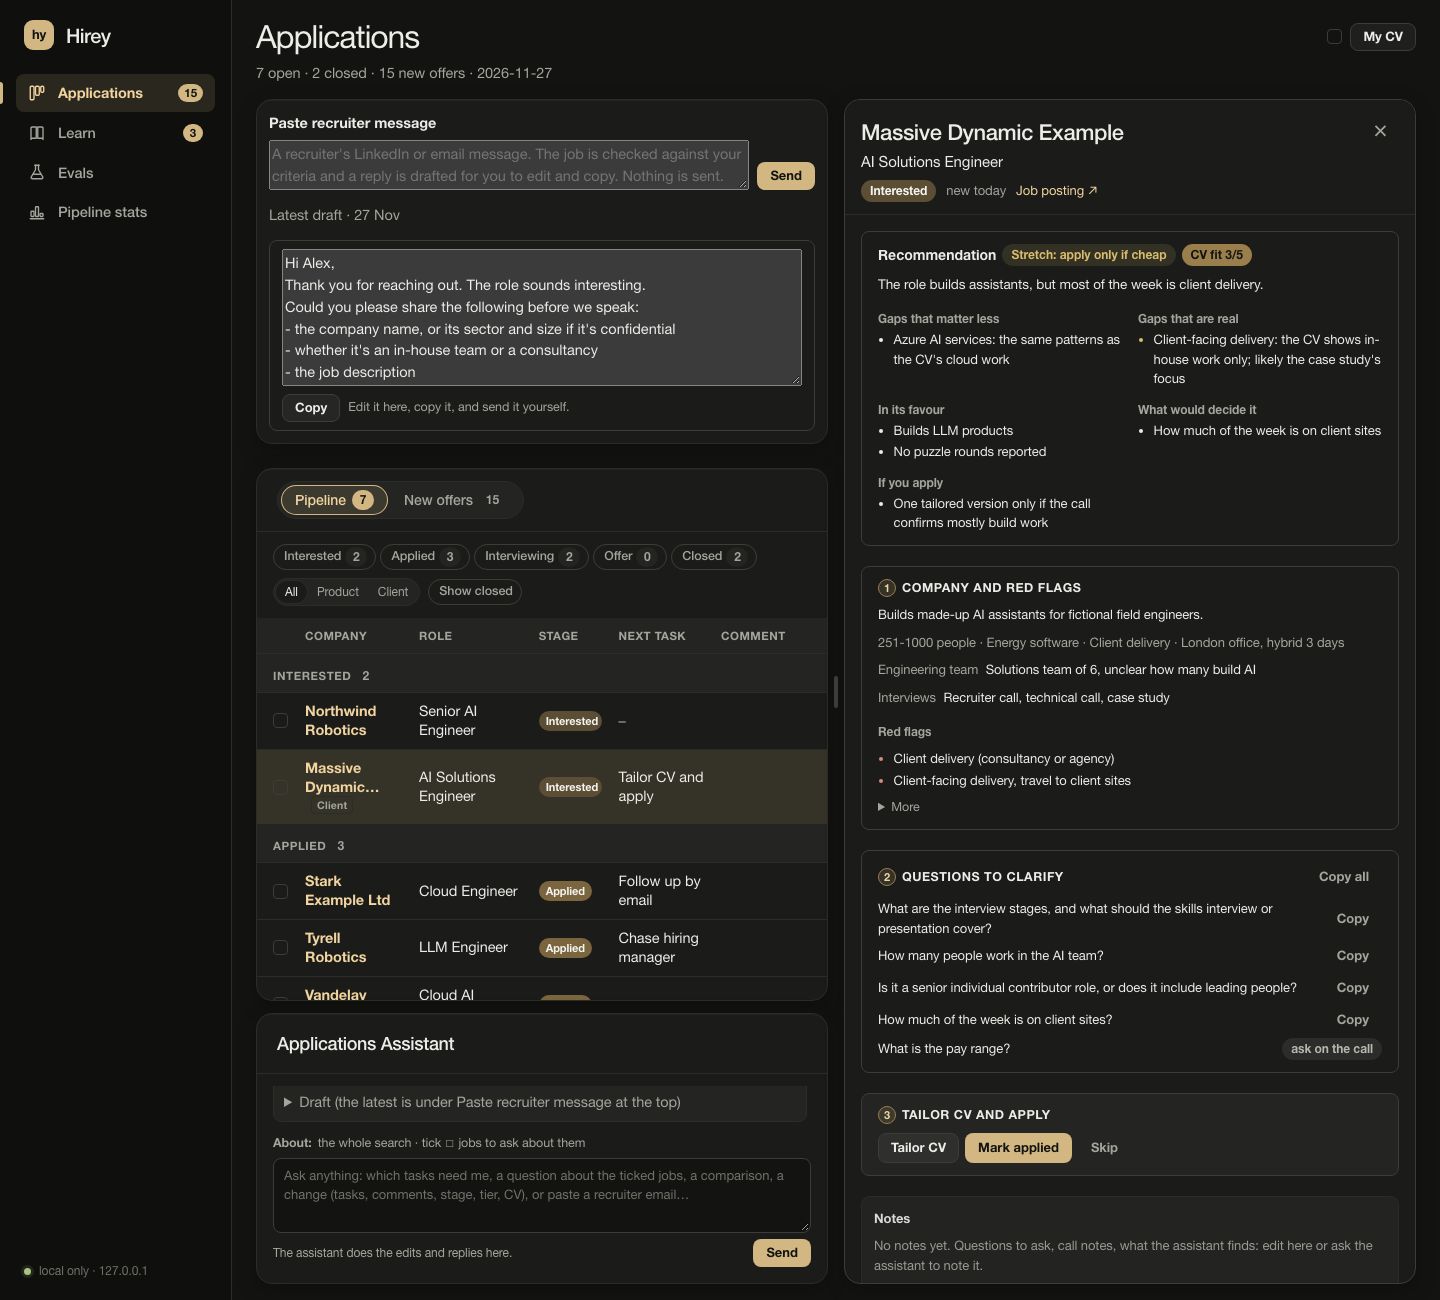 hy Hirey
Applications 15
Learn 3
Evals
Pipeline stats
local only · 127.0.0.1
Applications
My CV
7 open · 2 closed · 15 new offers · 2026-11-27
Paste recruiter message
A recruiter's LinkedIn or email message. The job is checked against your
criteria and a reply is drafted for you to edit and copy. Nothing is sent.
Send
Latest draft · 27 Nov
Hi Alex,
Thank you for reaching out. The role sounds interesting.
Could you please share the following before we speak:
- the company name, or its sector and size if it's confidential
- whether it's an in-house team or a consultancy
- the job description
Copy Edit it here, copy it, and send it yourself.
Pipeline 7 New offers 15
Interested 2 Applied 3 Interviewing 2 Offer 0 Closed 2
All Product Client Show closed
COMPANY ROLE STAGE NEXT TASK COMMENT
INTERESTED 2
Northwind
Robotics
Senior AI
Engineer
Interested
–
Massive
Dynamic...
Client
AI Solutions
Engineer
Interested
Tailor CV and
apply
APPLIED 3
Stark
Example Ltd
Cloud Engineer
Applied
Follow up by
email
Tyrell
Robotics
LLM Engineer
Applied
Chase hiring
manager
Vandelay
Cloud AI
Applications Assistant
Draft (the latest is under Paste recruiter message at the top)
About: the whole search · tick □ jobs to ask about them
Ask anything: which tasks need me, a question about the ticked jobs, a comparison, a
change (tasks, comments, stage, tier, CV), or paste a recruiter email...
The assistant does the edits and replies here.
Send
Massive Dynamic Example
AI Solutions Engineer
Interested new today Job posting ↗
Recommendation Stretch: apply only if cheap CV fit 3/5
The role builds assistants, but most of the week is client delivery.
Gaps that matter less
• Azure AI services: the same patterns as
the CV's cloud work
Gaps that are real
• Client-facing delivery: the CV shows in-
house work only; likely the case study's
focus
In its favour
• Builds LLM products
• No puzzle rounds reported
What would decide it
• How much of the week is on client sites
If you apply
• One tailored version only if the call
confirms mostly build work
1 COMPANY AND RED FLAGS
Builds made-up AI assistants for fictional field engineers.
251-1000 people · Energy software · Client delivery · London office, hybrid 3 days
Engineering team Solutions team of 6, unclear how many build AI
Interviews Recruiter call, technical call, case study
Red flags
• Client delivery (consultancy or agency)
• Client-facing delivery, travel to client sites
More
2 QUESTIONS TO CLARIFY Copy all
What are the interview stages, and what should the skills interview or
presentation cover?
Copy
How many people work in the AI team? Copy
Is it a senior individual contributor role, or does it include leading people? Copy
How much of the week is on client sites? Copy
What is the pay range? ask on the call
3 TAILOR CV AND APPLY
Tailor CV Mark applied Skip
Notes
No notes yet. Questions to ask, call notes, what the assistant finds: edit here or ask the
assistant to note it.